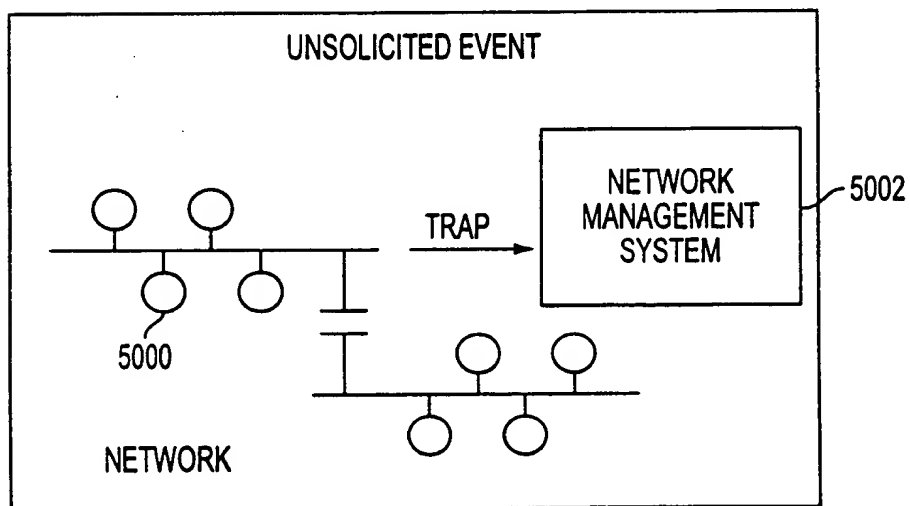 UNSOLICITED EVENT
NETWORK
MANAGEMENT
SYSTEM
5002
TRAP
5000
NETWORK